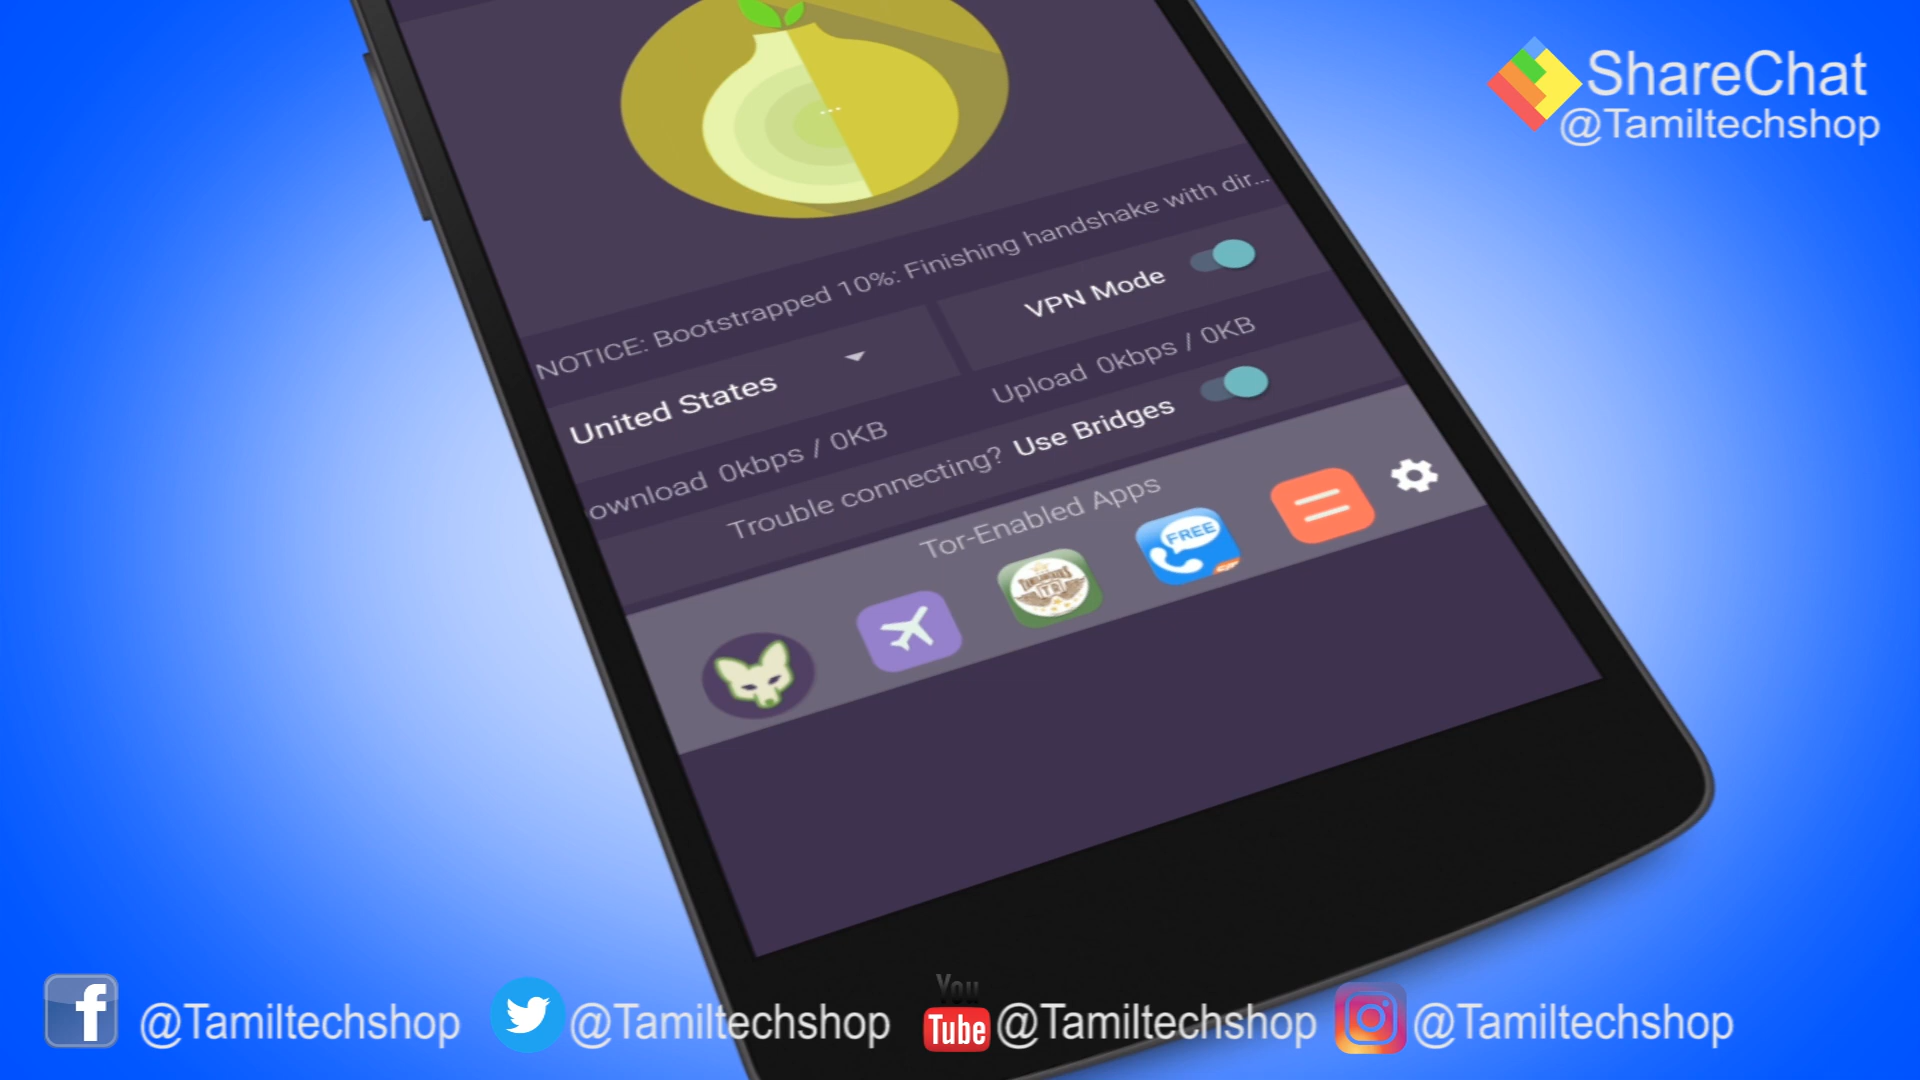 ShareChat
@Tamiltechshop
NOTICE: Bootstrapped 10%: Finishing handshake with dir...
United States
VPN Mode
ownload 0kbps / 0KB
Upload 0kbps / 0KB
Trouble connecting? Use Bridges
Tor-Enabled Apps
FREE
@Tamiltechshop
@Tamiltechshop
You
Tube
@Tamiltechshop
@Tamiltechshop